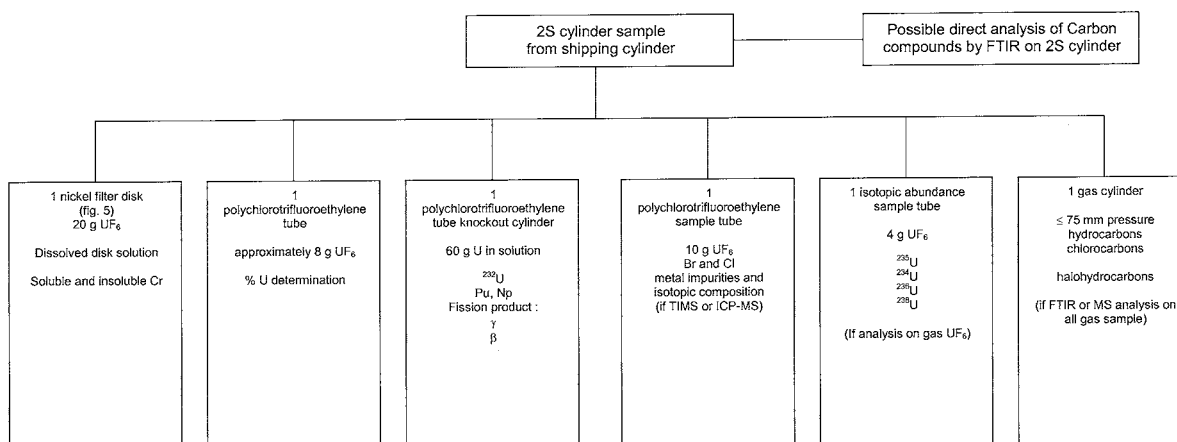 2S cylinder sample
from shipping cylinder
Possible direct analysis of Carbon
compounds by FTIR on 2S cylinder
1 nickel filter disk
(fig. 5)
20 g UF₆
Dissolved disk solution
Soluble and insoluble Cr
1
polychlorotrifluoroethylene
tube
approximately 8 g UF₆
% U determination
1
polychlorotrifluoroethylene
tube knockout cylinder
60 g U in solution
²³²U
Pu, Np
Fission product :
γ
β
1
polychlorotrifluoroethylene
sample tube
10 g UF₆
Br and Cl
metal impurities and
isotopic composition
(if TIMS or ICP-MS)
1 isotopic abundance
sample tube
4 g UF₆
²³⁵U
²³⁴U
²³⁶U
²³⁸U
(If analysis on gas UF₆)
1 gas cylinder
≤ 75 mm pressure
hydrocarbons
chlorocarbons
halohydrocarbons
(if FTIR or MS analysis on
all gas sample)